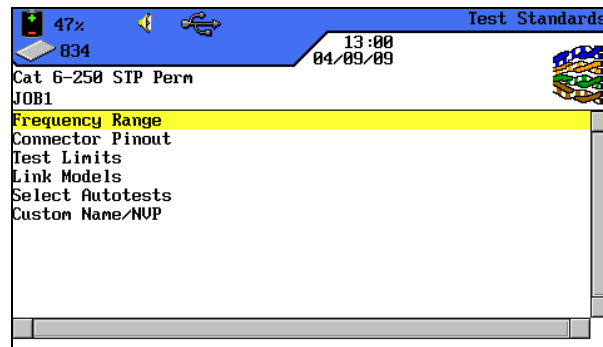 47% Test Standards
834 13:00
04/09/09
Cat 6-250 STP Perm
JOB1
Frequency Range
Connector Pinout
Test Limits
Link Models
Select Autotests
Custom Name/NVP